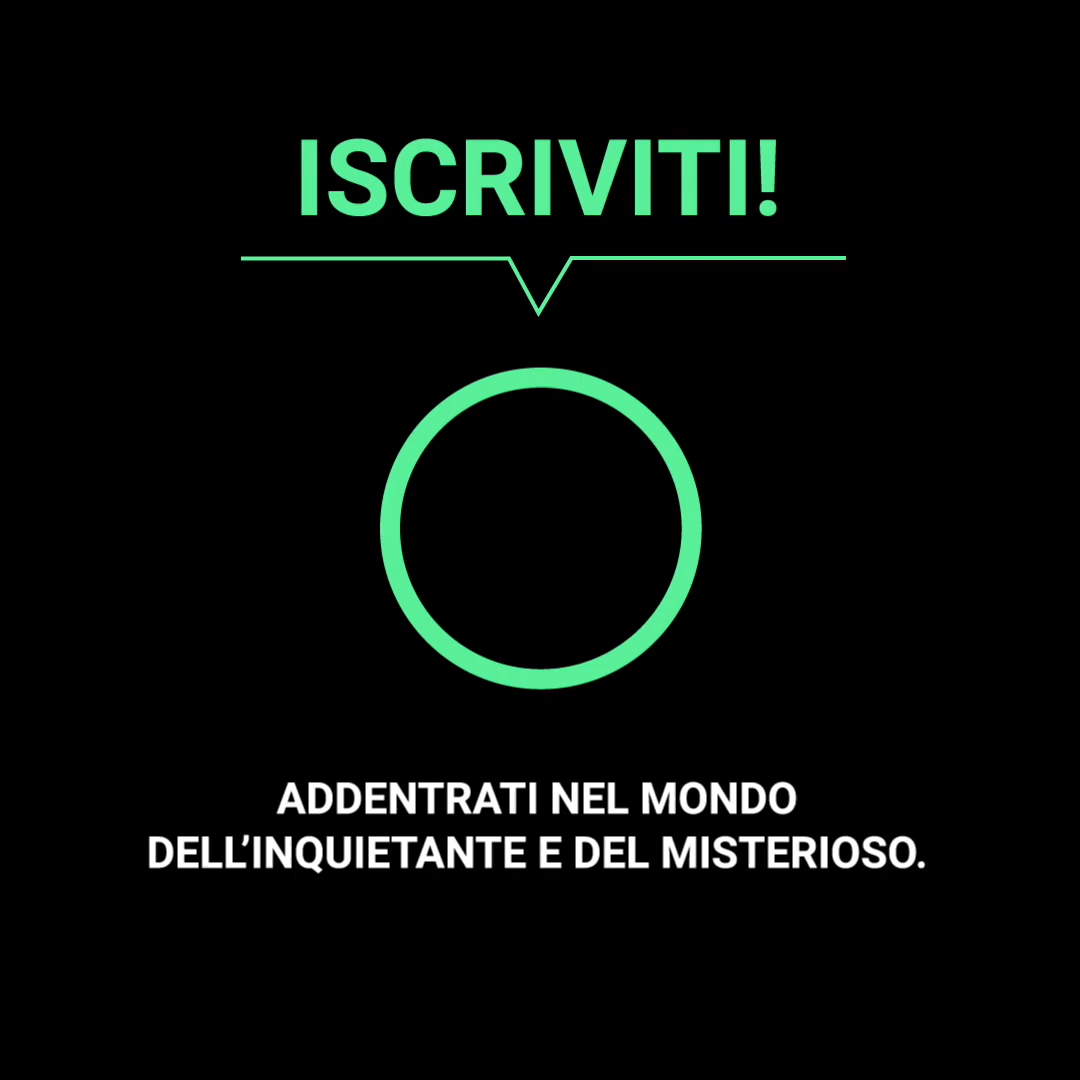 ISCRIVITI!
ADDENTRATI NEL MONDO
DELL’INQUIETANTE E DEL MISTERIOSO.